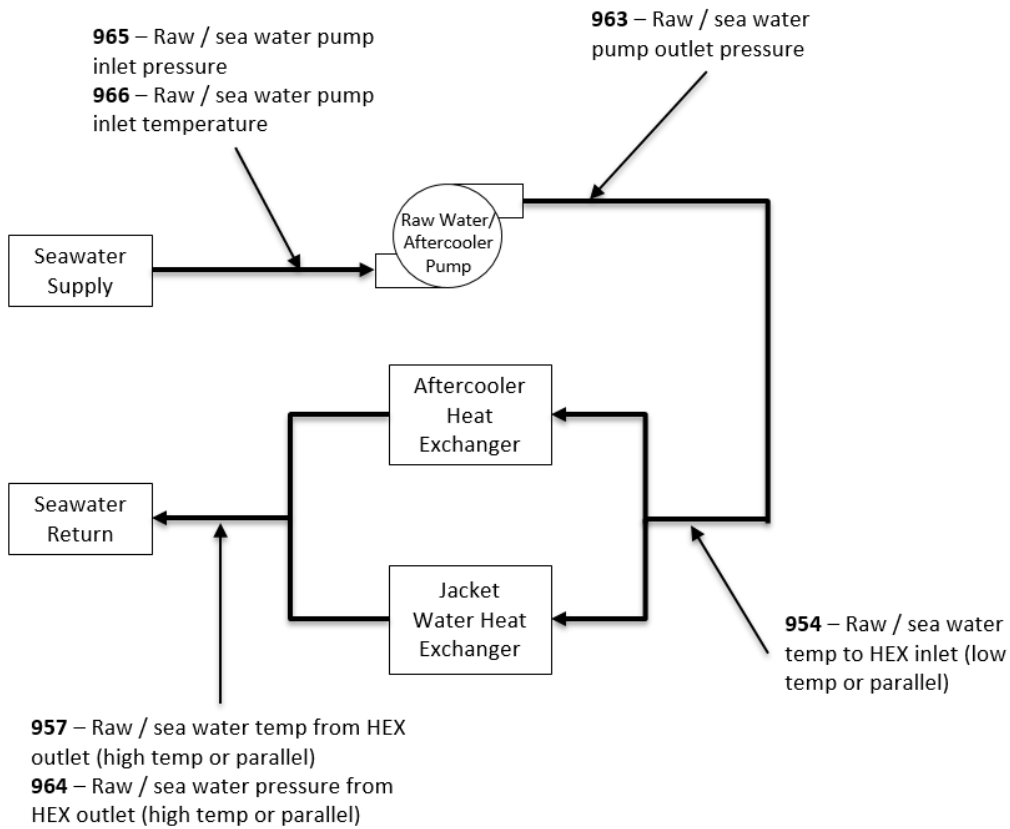 965 – Raw / sea water pump
inlet pressure
966 – Raw / sea water pump
inlet temperature
963 – Raw / sea water
pump outlet pressure
Raw Water/
Aftercooler
Pump
Seawater
Supply
Aftercooler
Heat
Exchanger
Seawater
Return
Jacket
Water Heat
Exchanger
954 – Raw / sea water
temp to HEX inlet (low
temp or parallel)
957 – Raw / sea water temp from HEX
outlet (high temp or parallel)
964 – Raw / sea water pressure from
HEX outlet (high temp or parallel)